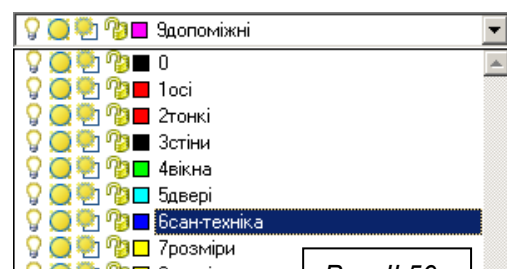 9допоміжні
0
1осі
2тонкі
3стіни
4вікна
5двері
6сан-техніка
7розміри